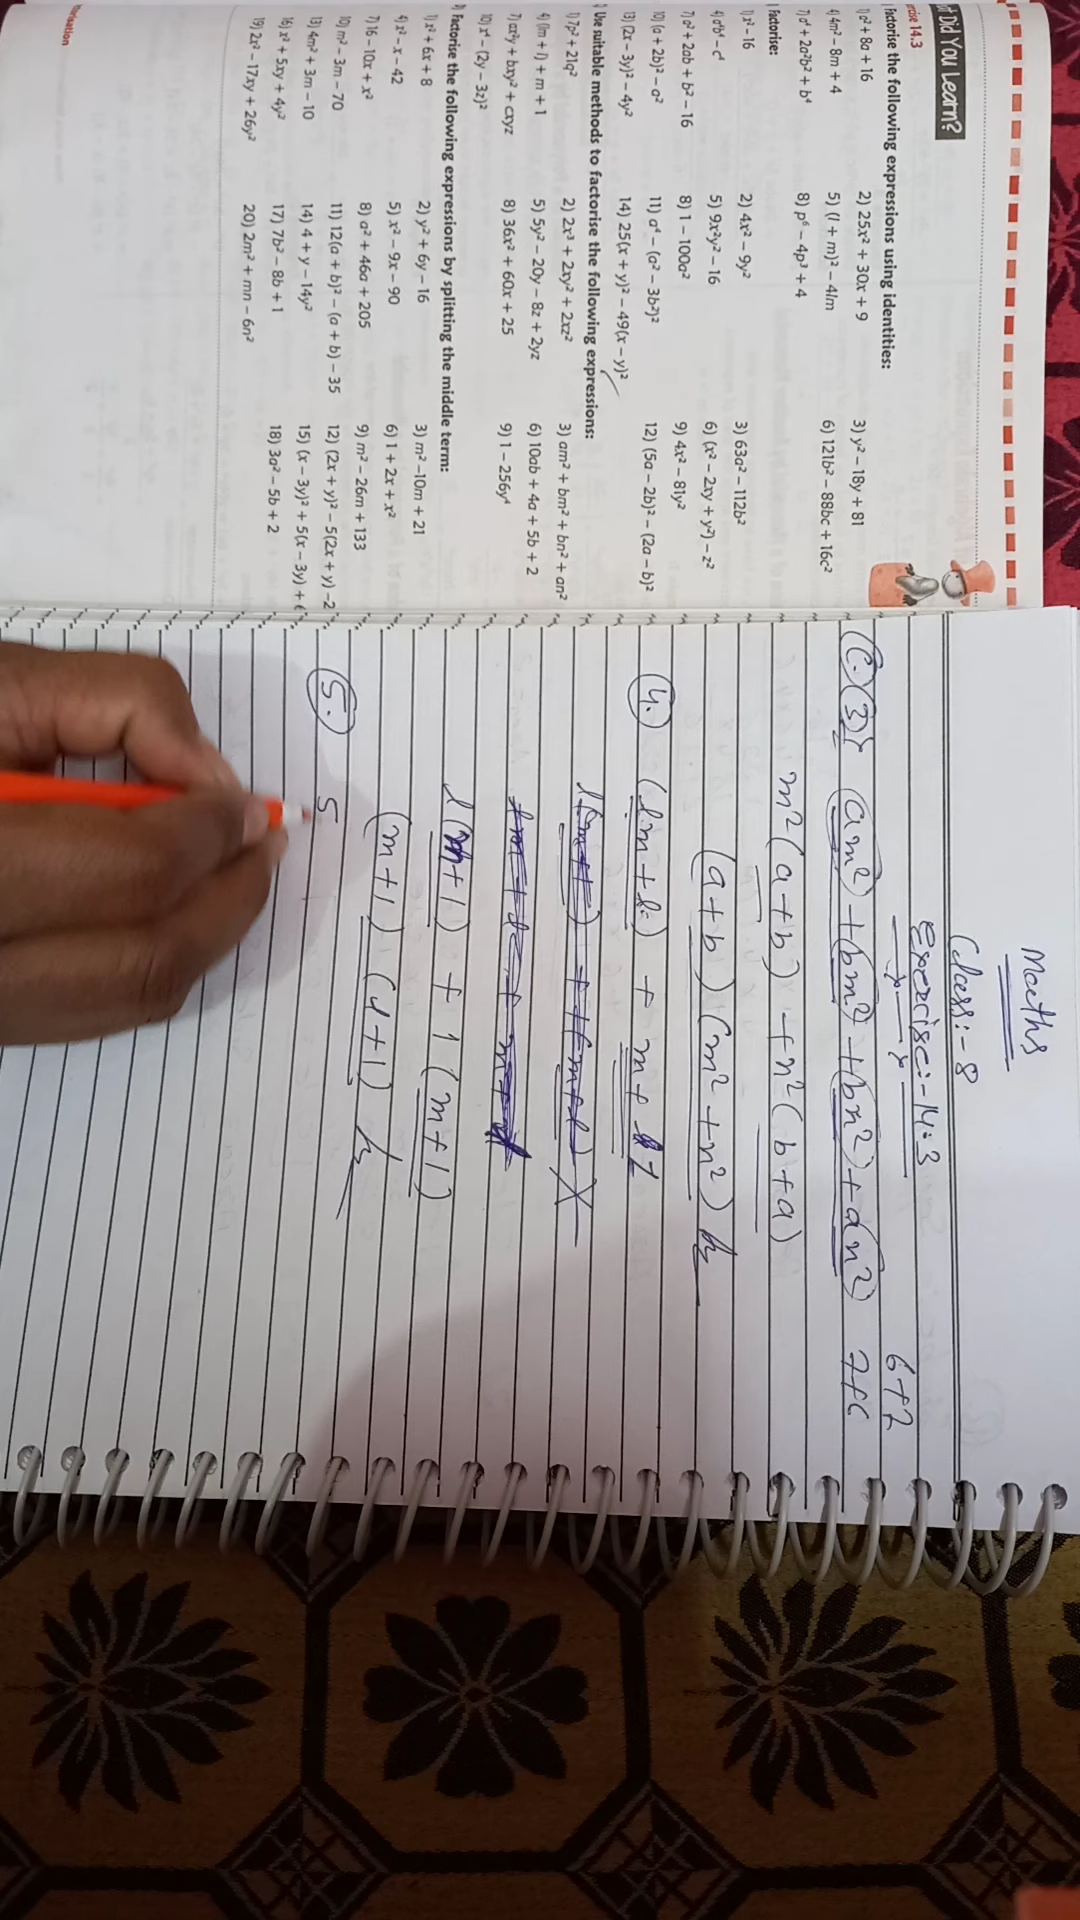 Did You Learn?
14.3
Factorise the following expressions using identities:
1) a² + 8a + 16 2) 25x² + 30x + 9 3) y² – 18y + 81
4) 4m² – 8m + 4 5) (l + m)² – 4lm 6) 121b² – 88bc + 16c²
7) a⁴ + 2a²b² + b⁴ 8) p⁶ – 4p³ + 4
Factorise:
1) x² – 16 2) 4x² – 9y² 3) 63a² – 112b²
5) 9x²y² – 16 6) (x² – 2xy + y²) – z²
7) a² + 2ab + b² – 16 8) 1 – 100a² 9) 4x² – 81y²
10) (a + 2b)² – a² 11) a⁴ – (a² – 3b²)² 12) (5a – 2b)² – (2a – b)²
13) (2x – 3y)² – 4y² 14) 25(x + y)² – 49(x – y)²
Use suitable methods to factorise the following expressions:
1) 7p² + 21q² 2) 2x³ + 2xy² + 2xz² 3) am² + bm² + bn² + an²
4) (lm + l) + m + 1 5) 5y² – 20y – 8z + 2yz 6) 10ab + 4a + 5b + 2
7) ax²y + bxy² + cxyz 8) 36x² + 60x + 25 9) 1 – 256y⁴
10) x⁴ – (2y – 3z)²
Factorise the following expressions by splitting the middle term:
1) x² + 6x + 8 2) y² + 6y – 16 3) m² –10m + 21
4) x² – x – 42 5) x² – 9x – 90 6) 1 + 2x + x²
7) 16 – 10x + x² 8) a² + 46a + 205 9) m² – 26m + 133
10) m² – 3m – 70 11) 12(a + b)² – (a + b) – 35 12) (2x + y)² – 5(2x + y) –2
13) 4m² + 3m – 10 14) 4 + y – 14y² 15) (x – 3y)² + 5(x – 3y) +
16) x² + 5xy + 4y² 17) 7b² – 8b + 1 18) 3a² – 5b + 2
19) 2x² – 17xy + 26y² 20) 2m² + mn – 6n²
Maths
Class:- 8
Exercise:- 14.3
6+2
C.) (3) am² + bm² + bn² + an²
m² (a + b) + n² (b + a)
(a + b) (m² + n²)
4. (lm + l) + m + 1
l (m + 1) + 1 (m + 1)
(m + 1) (l + 1)
5. 5